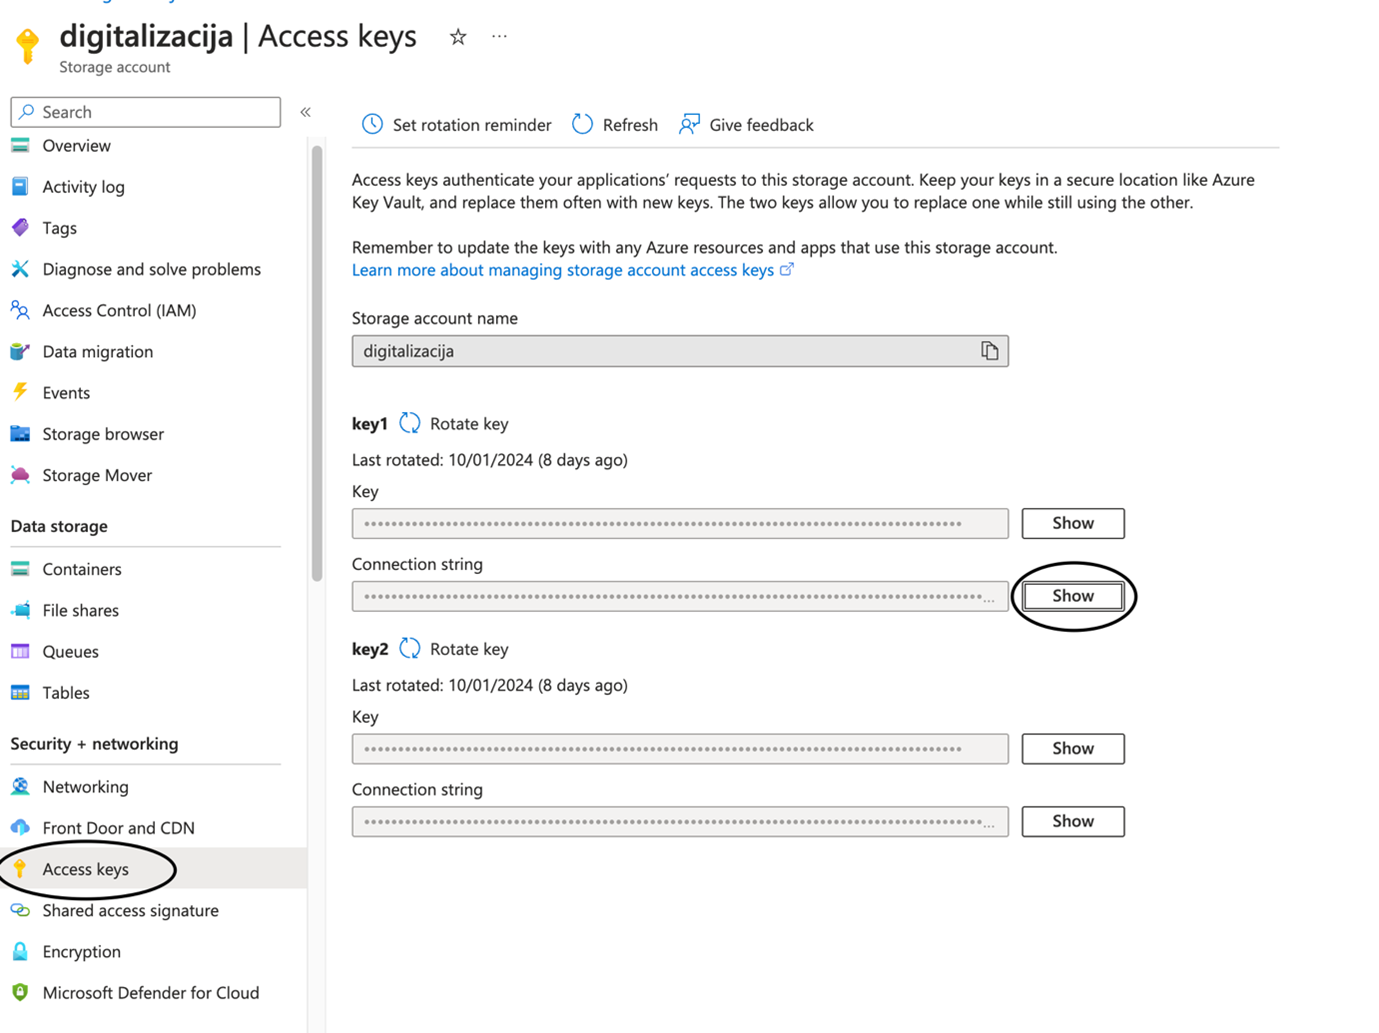 digitalizacija | Access keys
Storage account
Search
Overview
Activity log
Tags
Diagnose and solve problems
Access Control (IAM)
Data migration
Events
Storage browser
Storage Mover
Data storage
Containers
File shares
Queues
Tables
Security + networking
Networking
Front Door and CDN
Access keys
Shared access signature
Encryption
Microsoft Defender for Cloud
Set rotation reminder
Refresh
Give feedback
Access keys authenticate your applications’ requests to this storage account. Keep your keys in a secure location like Azure
Key Vault, and replace them often with new keys. The two keys allow you to replace one while still using the other.
Remember to update the keys with any Azure resources and apps that use this storage account.
Learn more about managing storage account access keys
Storage account name
digitalizacija
key1
Rotate key
Last rotated: 10/01/2024 (8 days ago)
Key
Show
Connection string
Show
key2
Rotate key
Last rotated: 10/01/2024 (8 days ago)
Key
Show
Connection string
Show